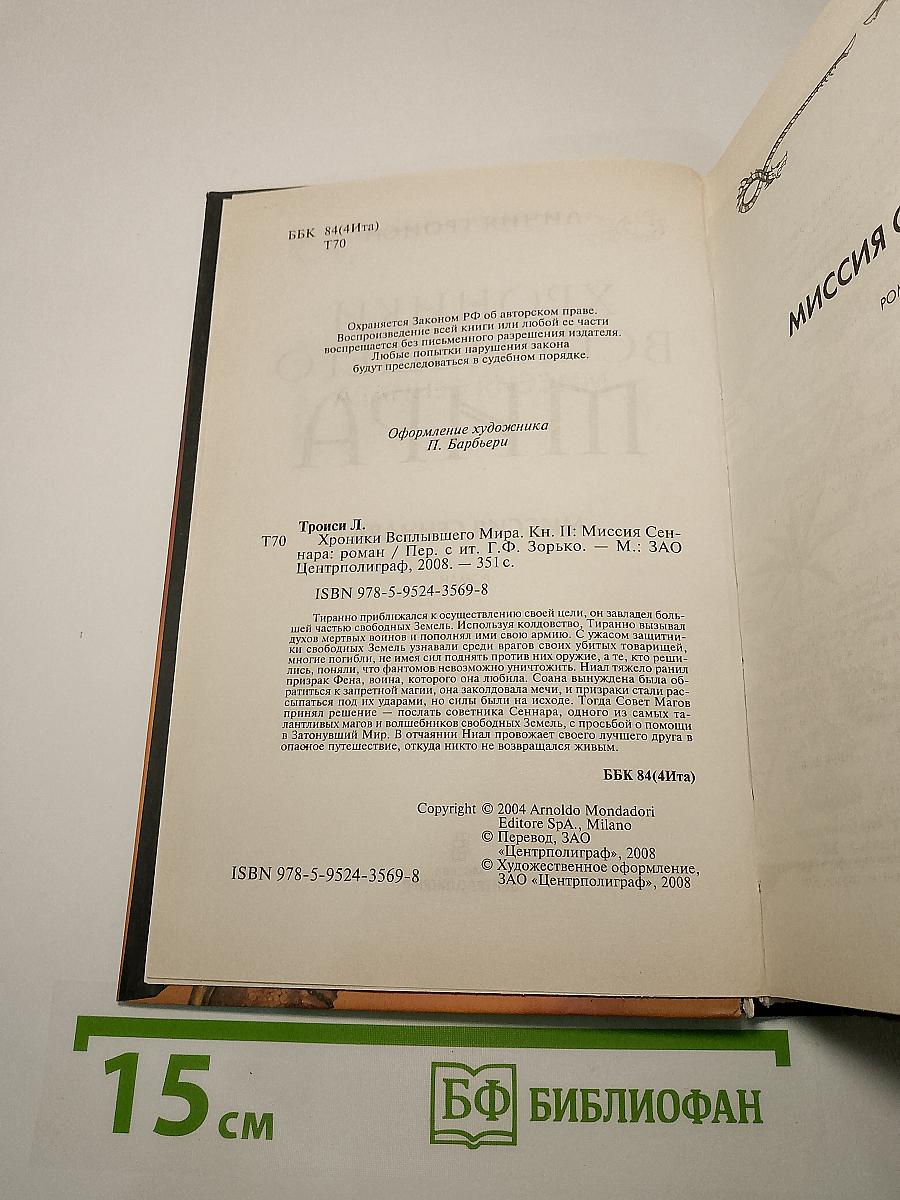 ББК 84(4Ита)
Т70
Охраняется Законом РФ об авторском праве.
Воспроизведение всей книги или любой ее части
воспрещается без письменного разрешения издателя.
Любые попытки нарушения закона
будут преследоваться в судебном порядке.
Оформление художника
П. Барбьери
Троиси Л.
Т70 Хроники Всплывшего Мира. Кн. II: Миссия Сен-
нара: роман / Пер. с ит. Г.Ф. Зорько. — М.: ЗАО
Центрполиграф, 2008. — 351 с.
ISBN 978-5-9524-3569-8
Тиранно приближался к осуществлению своей цели, он завладел боль-
шей частью свободных Земель. Используя колдовство, Тиранно вызывал
духов мертвых воинов и пополнял ими свою армию. С ужасом защитни-
ки свободных Земель узнавали среди врагов своих убитых товарищей,
многие погибли, не имея сил поднять против них оружие, а те, кто реши-
лись, поняли, что фантомов невозможно уничтожить. Ниал тяжело ранил
призрак Фена, воина, которого она любила. Соана вынуждена была об-
ратиться к запретной магии, она заколдовала мечи, и призраки стали рас-
сыпаться под их ударами, но силы были на исходе. Тогда Совет Магов
принял решение — послать советника Сеннара, одного из самых та-
лантливых магов и волшебников свободных Земель, с просьбой о помощи
в Затонувший Мир. В отчаянии Ниал провожает своего лучшего друга в
опасное путешествие, откуда никто не возвращался живым.
ББК 84(4Ита)
Copyright © 2004 Arnoldo Mondadori
Editore SpA., Milano
© Перевод, ЗАО
«Центрполиграф», 2008
© Художественное оформление,
ISBN 978-5-9524-3569-8 ЗАО «Центрполиграф», 2008
МИССИЯ
15 см
БФ БИБЛИОФАН